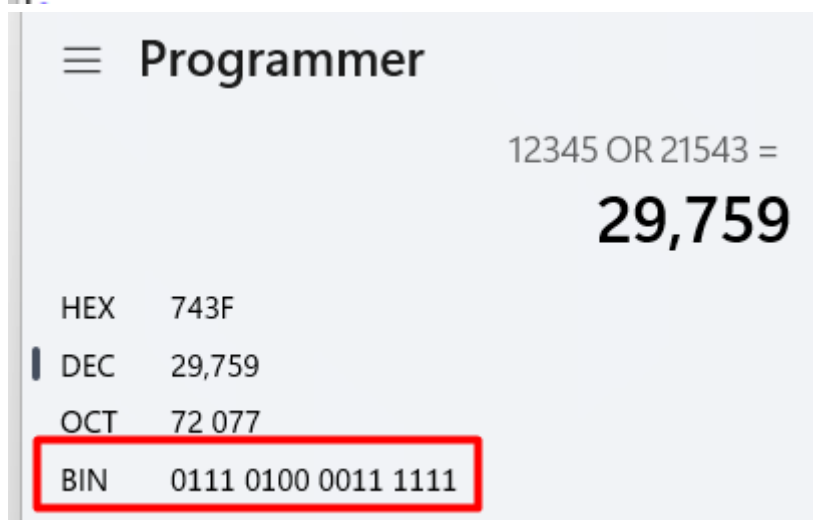 Programmer
12345 OR 21543 =
29,759
HEX 743F
DEC 29,759
OCT 72 077
BIN 0111 0100 0011 1111